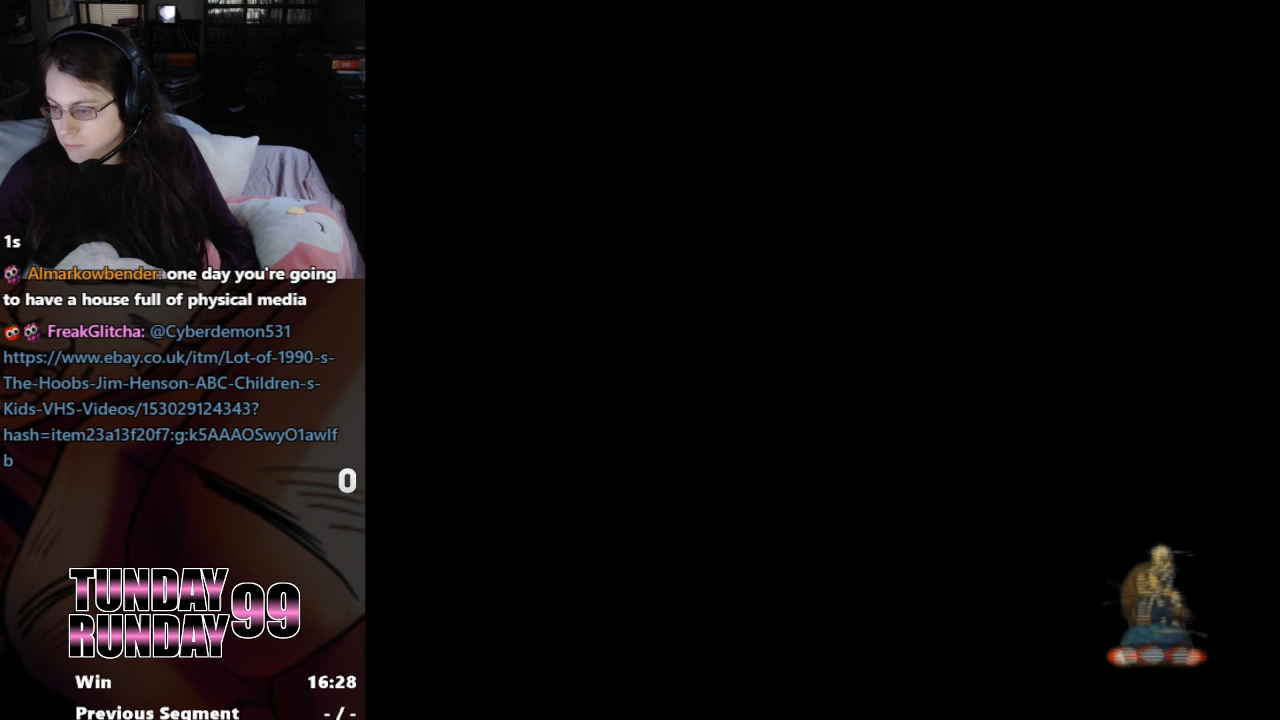 1s
Almarkowbender: one day you're going
to have a house full of physical media
FreakGlitcha: @Cyberdemon531
https://www.ebay.co.uk/itm/Lot-of-1990-s-
The-Hoobs-Jim-Henson-ABC-Children-s-
Kids-VHS-Videos/153029124343?
hash=item23a13f20f7:g:k5AAAOSwyO1awIf
b
0
TUNDAY
RUNDAY 99
Win 16:28
Previous Segment - / -